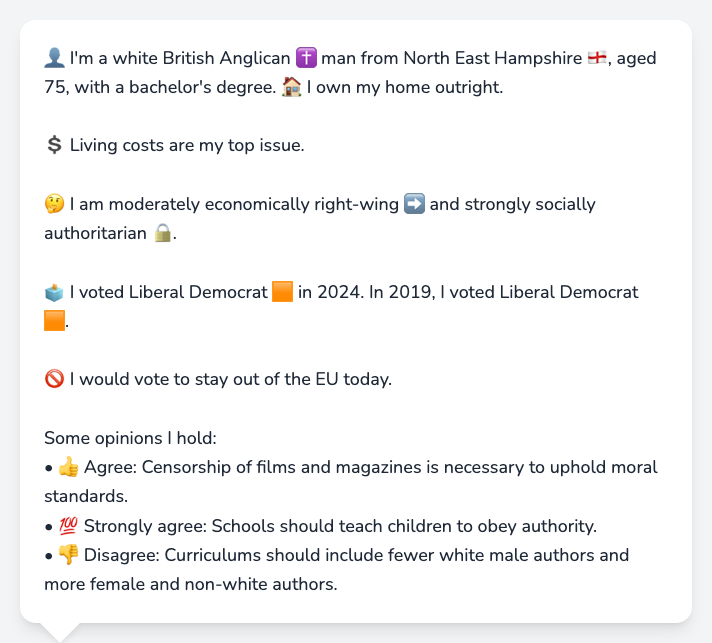 👤 I'm a white British Anglican ✝️ man from North East Hampshire 🏴󠁧󠁢󠁥󠁮󠁧󠁿, aged
75, with a bachelor's degree. 🏠 I own my home outright.
💲 Living costs are my top issue.
🤔 I am moderately economically right-wing ➡️ and strongly socially
authoritarian 🔒.
🗳️ I voted Liberal Democrat 🟧 in 2024. In 2019, I voted Liberal Democrat
🟧.
🚫 I would vote to stay out of the EU today.
Some opinions I hold:
• 👍 Agree: Censorship of films and magazines is necessary to uphold moral
standards.
• 💯 Strongly agree: Schools should teach children to obey authority.
• 👎 Disagree: Curriculums should include fewer white male authors and
more female and non-white authors.